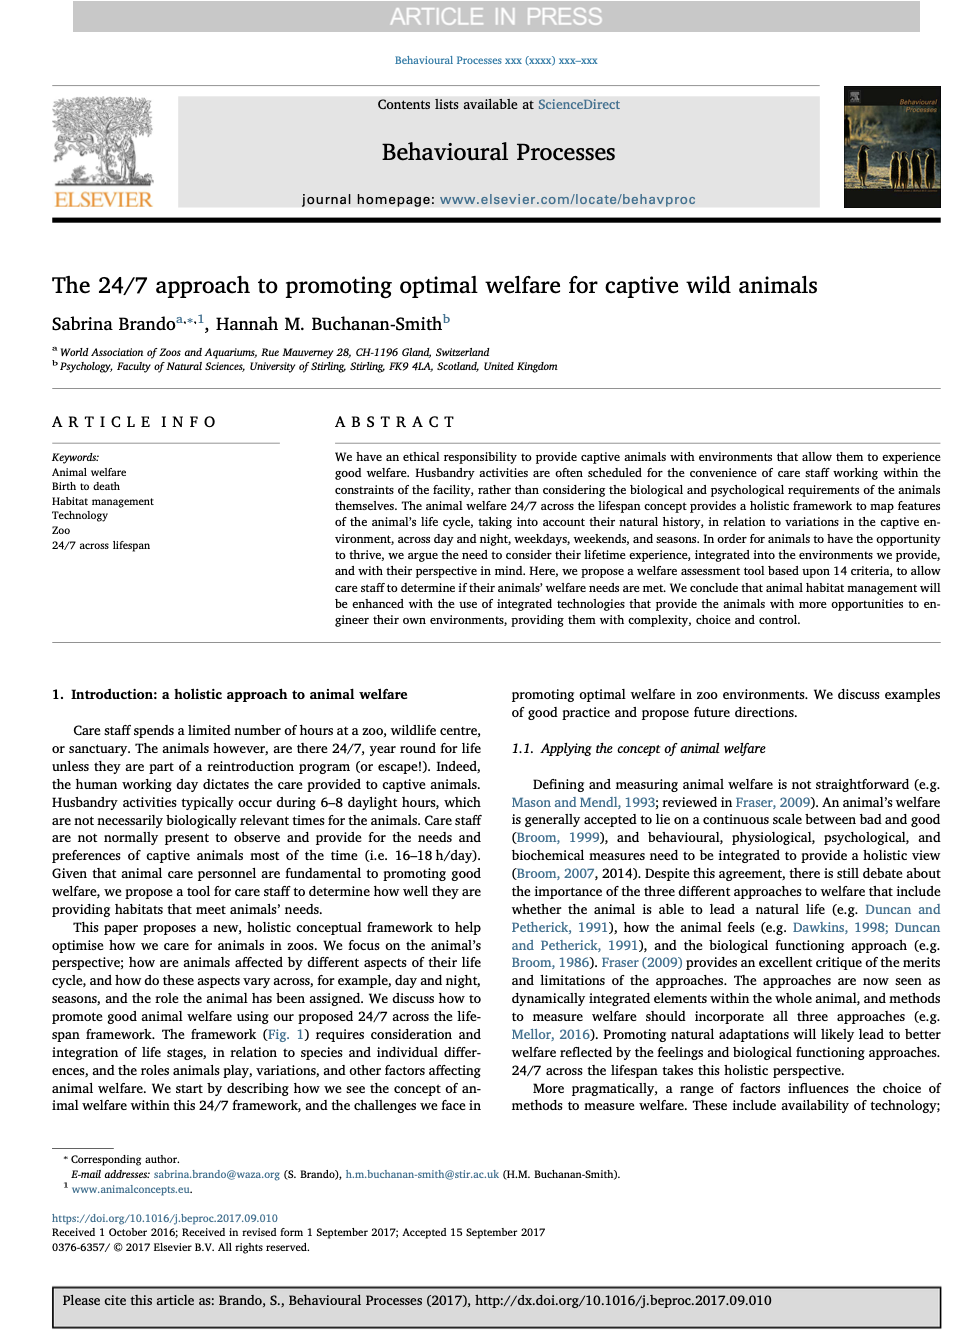 ARTICLE IN PRESS
Behavioural Processes xxx (xxxx) xxx–xxx
Contents lists available at ScienceDirect
Behavioural Processes
journal homepage: www.elsevier.com/locate/behavproc
ELSEVIER
Behavioural
Processes
The 24/7 approach to promoting optimal welfare for captive wild animals
Sabrina Brandoa,⁎,1, Hannah M. Buchanan-Smithb
a World Association of Zoos and Aquariums, Rue Mauverney 28, CH-1196 Gland, Switzerland
b Psychology, Faculty of Natural Sciences, University of Stirling, Stirling, FK9 4LA, Scotland, United Kingdom
ARTICLE INFO
Keywords:
Animal welfare
Birth to death
Habitat management
Technology
Zoo
24/7 across lifespan
ABSTRACT
We have an ethical responsibility to provide captive animals with environments that allow them to experience
good welfare. Husbandry activities are often scheduled for the convenience of care staff working within the
constraints of the facility, rather than considering the biological and psychological requirements of the animals
themselves. The animal welfare 24/7 across the lifespan concept provides a holistic framework to map features
of the animal's life cycle, taking into account their natural history, in relation to variations in the captive en-
vironment, across day and night, weekdays, weekends, and seasons. In order for animals to have the opportunity
to thrive, we argue the need to consider their lifetime experience, integrated into the environments we provide,
and with their perspective in mind. Here, we propose a welfare assessment tool based upon 14 criteria, to allow
care staff to determine if their animals' welfare needs are met. We conclude that animal habitat management will
be enhanced with the use of integrated technologies that provide the animals with more opportunities to en-
gineer their own environments, providing them with complexity, choice and control.
1. Introduction: a holistic approach to animal welfare
Care staff spends a limited number of hours at a zoo, wildlife centre,
or sanctuary. The animals however, are there 24/7, year round for life
unless they are part of a reintroduction program (or escape!). Indeed,
the human working day dictates the care provided to captive animals.
Husbandry activities typically occur during 6–8 daylight hours, which
are not necessarily biologically relevant times for the animals. Care staff
are not normally present to observe and provide for the needs and
preferences of captive animals most of the time (i.e. 16–18 h/day).
Given that animal care personnel are fundamental to promoting good
welfare, we propose a tool for care staff to determine how well they are
providing habitats that meet animals' needs.
This paper proposes a new, holistic conceptual framework to help
optimise how we care for animals in zoos. We focus on the animal's
perspective; how are animals affected by different aspects of their life
cycle, and how do these aspects vary across, for example, day and night,
seasons, and the role the animal has been assigned. We discuss how to
promote good animal welfare using our proposed 24/7 across the life-
span framework. The framework (Fig. 1) requires consideration and
integration of life stages, in relation to species and individual differ-
ences, and the roles animals play, variations, and other factors affecting
animal welfare. We start by describing how we see the concept of an-
imal welfare within this 24/7 framework, and the challenges we face in
promoting optimal welfare in zoo environments. We discuss examples
of good practice and propose future directions.
1.1. Applying the concept of animal welfare
Defining and measuring animal welfare is not straightforward (e.g.
Mason and Mendl, 1993; reviewed in Fraser, 2009). An animal's welfare
is generally accepted to lie on a continuous scale between bad and good
(Broom, 1999), and behavioural, physiological, psychological, and
biochemical measures need to be integrated to provide a holistic view
(Broom, 2007, 2014). Despite this agreement, there is still debate about
the importance of the three different approaches to welfare that include
whether the animal is able to lead a natural life (e.g. Duncan and
Petherick, 1991), how the animal feels (e.g. Dawkins, 1998; Duncan
and Petherick, 1991), and the biological functioning approach (e.g.
Broom, 1986). Fraser (2009) provides an excellent critique of the merits
and limitations of the approaches. The approaches are now seen as
dynamically integrated elements within the whole animal, and methods
to measure welfare should incorporate all three approaches (e.g.
Mellor, 2016). Promoting natural adaptations will likely lead to better
welfare reflected by the feelings and biological functioning approaches.
24/7 across the lifespan takes this holistic perspective.
More pragmatically, a range of factors influences the choice of
methods to measure welfare. These include availability of technology;
⁎ Corresponding author.
E-mail addresses: sabrina.brando@waza.org (S. Brando), h.m.buchanan-smith@stir.ac.uk (H.M. Buchanan-Smith).
1 www.animalconcepts.eu.
https://doi.org/10.1016/j.beproc.2017.09.010
Received 1 October 2016; Received in revised form 1 September 2017; Accepted 15 September 2017
0376-6357/ © 2017 Elsevier B.V. All rights reserved.
Please cite this article as: Brando, S., Behavioural Processes (2017), http://dx.doi.org/10.1016/j.beproc.2017.09.010